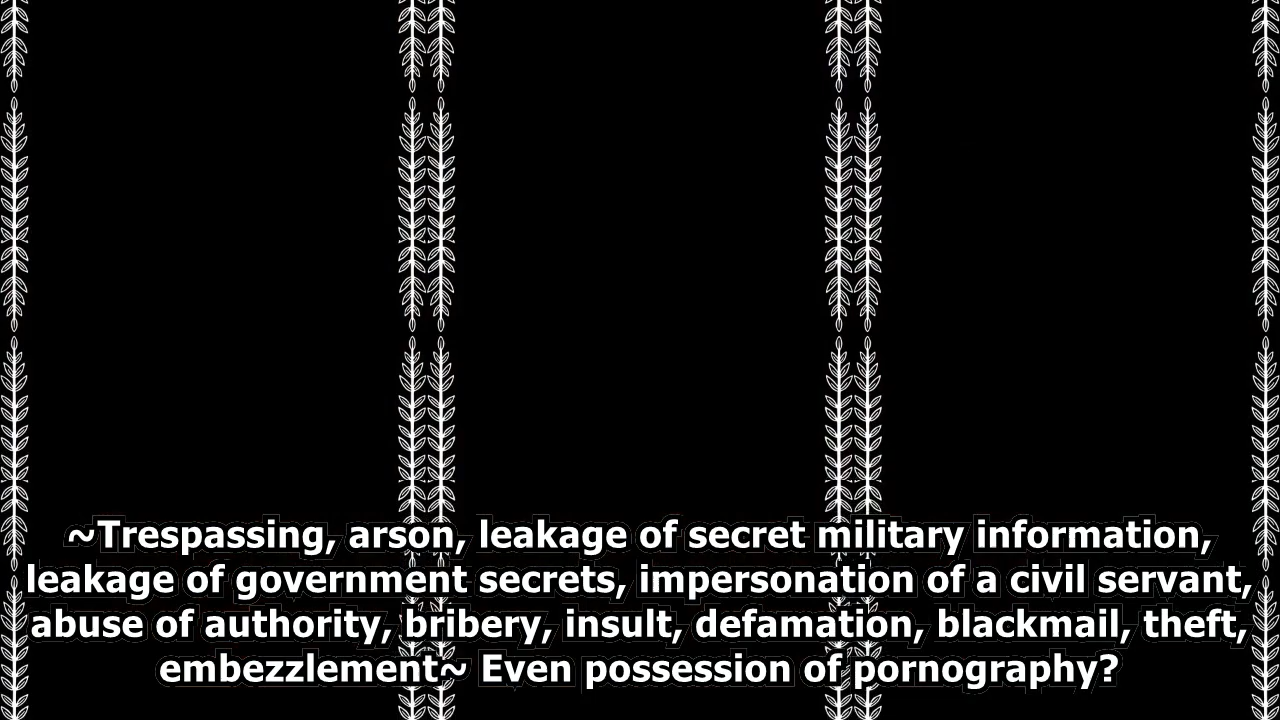 ~Trespassing, arson, leakage of secret military information,
leakage of government secrets, impersonation of a civil servant,
abuse of authority, bribery, insult, defamation, blackmail, theft,
embezzlement~ Even possession of pornography?